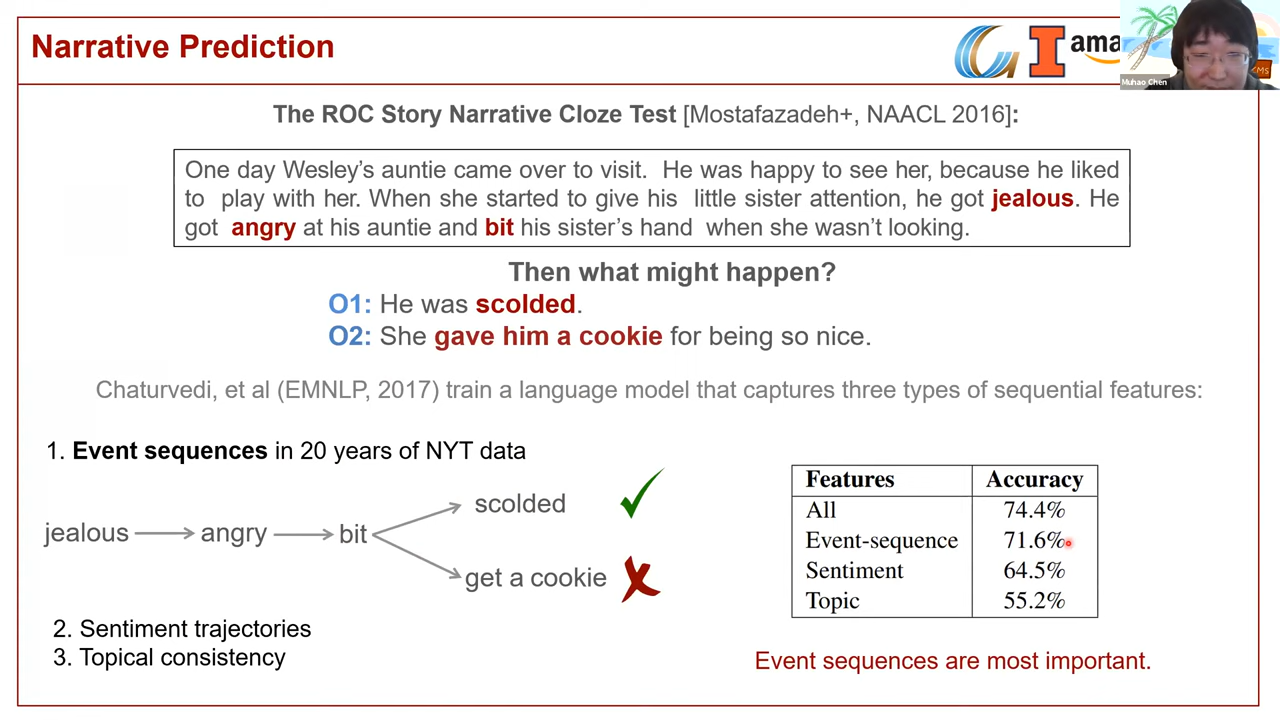 Narrative Prediction
ama
Muhao Chen
The ROC Story Narrative Cloze Test [Mostafazadeh+, NAACL 2016]:
One day Wesley's auntie came over to visit. He was happy to see her, because he liked
to play with her. When she started to give his little sister attention, he got jealous. He
got angry at his auntie and bit his sister's hand when she wasn't looking.
Then what might happen?
O1: He was scolded.
O2: She gave him a cookie for being so nice.
Chaturvedi, et al (EMNLP, 2017) train a language model that captures three types of sequential features:
1. Event sequences in 20 years of NYT data
jealous angry bit
scolded
get a cookie
2. Sentiment trajectories
3. Topical consistency
Features Accuracy
All 74.4%
Event-sequence 71.6%
Sentiment 64.5%
Topic 55.2%
Event sequences are most important.